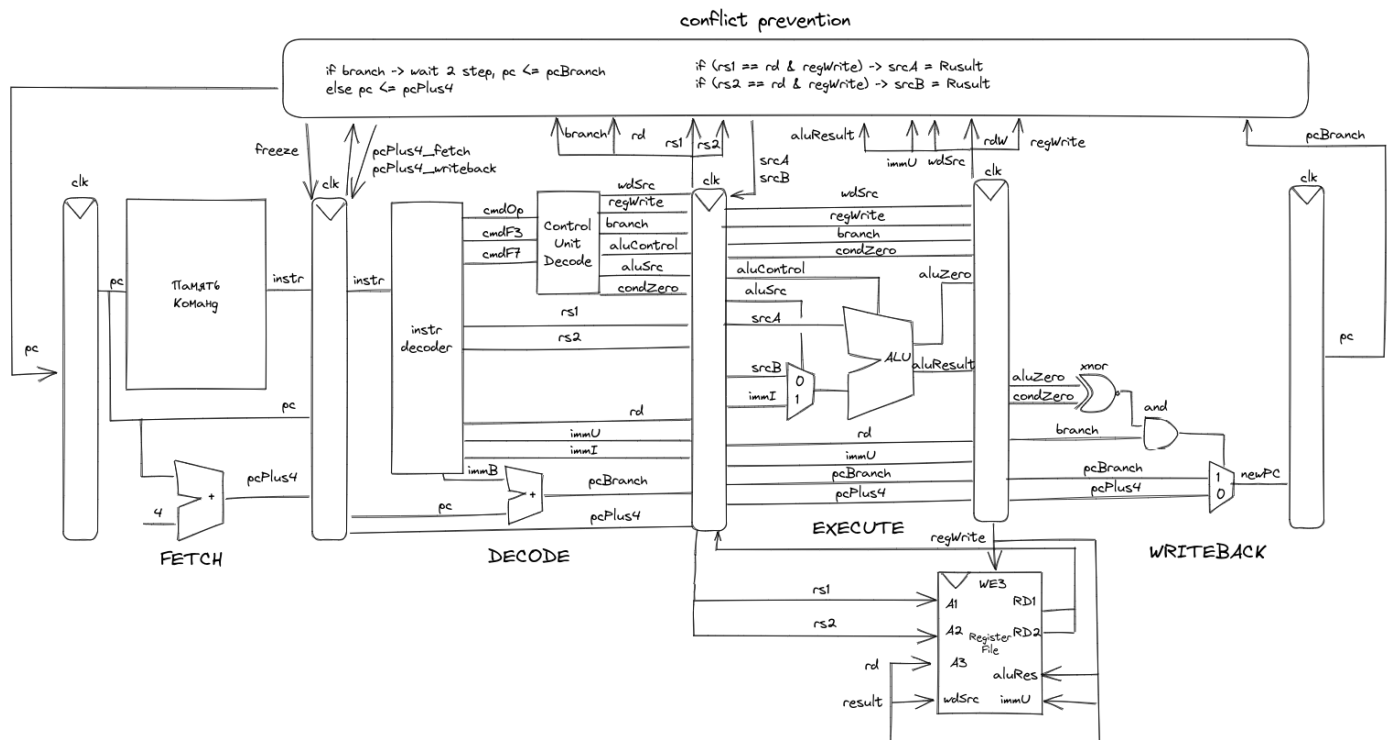 conflict prevention
if branch -> wait 2 step, pc <= pcBranch
else pc <= pcPlus4
if (rs1 == rd & regWrite) -> srcA = Rusult
if (rs2 == rd & regWrite) -> srcB = Rusult
freeze
pcPlus4_fetch
pcPlus4_writeback
branch
rd
rs1
rs2
srcA
srcB
aluResult
immU
wdSrc
rdW
regWrite
pcBranch
clk
clk
clk
clk
clk
pc
pc
Память
Команд
instr
pc
4
+
pcPlus4
FETCH
instr
instr
decoder
cmdOp
cmdF3
cmdF7
Control
Unit
Decode
wdSrc
regWrite
branch
aluControl
aluSrc
condZero
rs1
rs2
rd
immU
immI
immB
pc
+
pcBranch
pcPlus4
DECODE
wdSrc
regWrite
branch
condZero
aluControl
aluSrc
srcA
srcB
immI
0
1
ALU
aluZero
aluResult
rd
immU
pcBranch
pcPlus4
EXECUTE
aluZero
condZero
xnor
and
branch
pcBranch
pcPlus4
1
0
newPC
WRITEBACK
pc
regWrite
rs1
rs2
rd
result
WE3
A1
RD1
A2
Register
File
RD2
A3
aluRes
wdSrc
immU